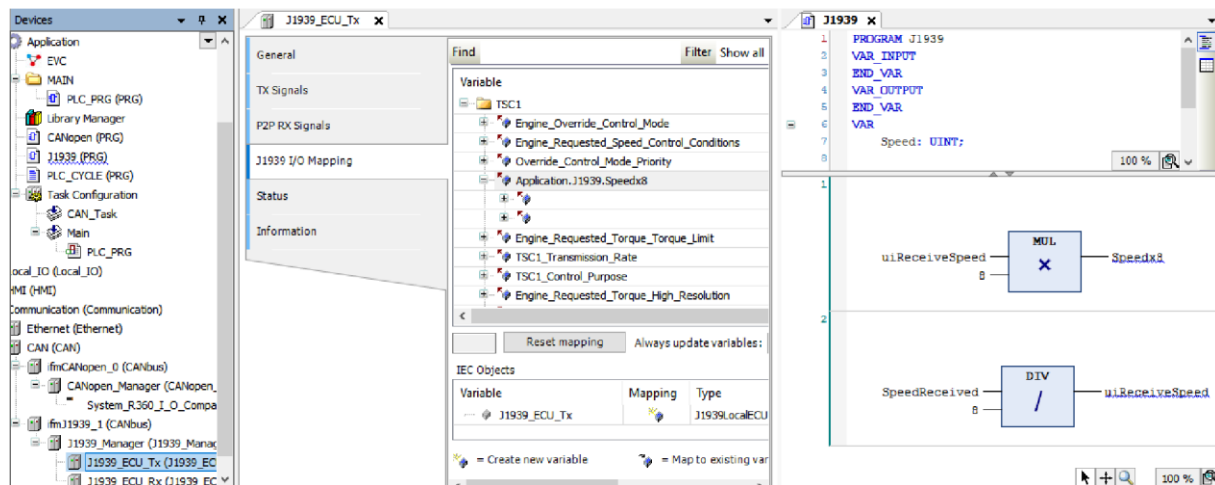 Devices
Application
EVC
MAIN
PLC_PRG (PRG)
Library Manager
CANopen (PRG)
J1939 (PRG)
PLC_CYCLE (PRG)
Task Configuration
CAN_Task
Main
PLC_PRG
ocal_IO (Local_IO)
HMI (HMI)
Communication (Communication)
Ethernet (Ethernet)
CAN (CAN)
ifmCANopen_0 (CANbus)
CANopen_Manager (CANopen_
System_R360_I_O_Compa
ifmJ1939_1 (CANbus)
J1939_Manager (J1939_Manag
J1939_ECU_Tx (J1939_EC
J1939_ECU_Rx (J1939_EC
J1939_ECU_Tx
General
TX Signals
P2P RX Signals
J1939 I/O Mapping
Status
Information
Find Filter Show all
Variable
TSC1
Engine_Override_Control_Mode
Engine_Requested_Speed_Control_Conditions
Override_Control_Mode_Priority
Application.J1939.Speedx8
Engine_Requested_Torque_Torque_Limit
TSC1_Transmission_Rate
TSC1_Control_Purpose
Engine_Requested_Torque_High_Resolution
Reset mapping Always update variables:
IEC Objects
Variable Mapping Type
J1939_ECU_Tx J1939LocalECU
= Create new variable = Map to existing var
J1939
1 PROGRAM J1939
2 VAR_INPUT
3 END_VAR
4 VAR_OUTPUT
5 END_VAR
6 VAR
7 Speed: UINT;
8
100 %
1
MUL
uiReceiveSpeed × Speedx8
8
2
DIV
SpeedReceived / uiReceiveSpeed
8
100 %